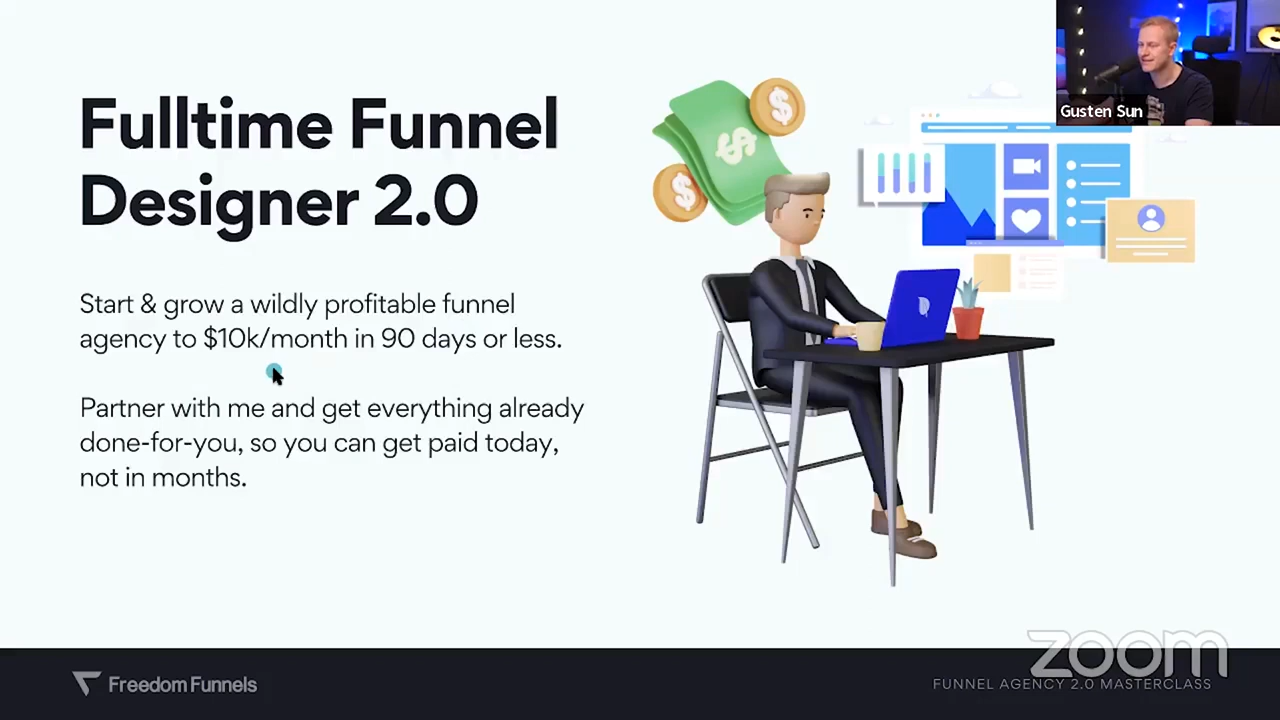 Fulltime Funnel
Designer 2.0
Start & grow a wildly profitable funnel
agency to $10k/month in 90 days or less.
Partner with me and get everything already
done-for-you, so you can get paid today,
not in months.
Gusten Sun
Freedom Funnels
zoom
FUNNEL AGENCY 2.0 MASTERCLASS